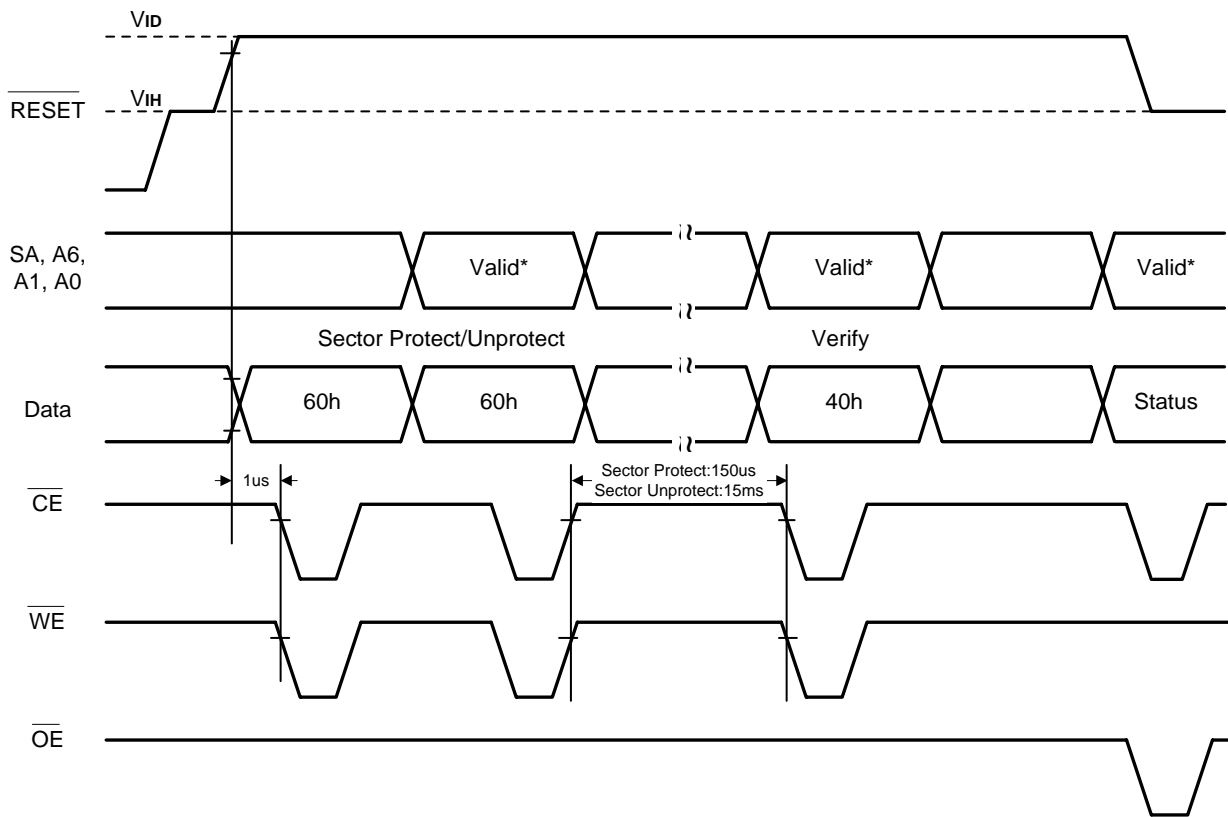 VID
VIH
RESET
SA, A6,
A1, A0
Valid*
Valid*
Valid*
Sector Protect/Unprotect
Verify
Data
60h
60h
40h
Status
1us
Sector Protect:150us
Sector Unprotect:15ms
CE
WE
OE